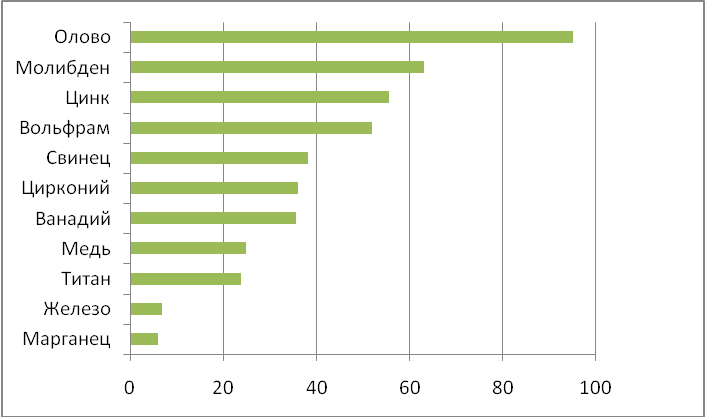 Олово
Молибден
Цинк
Вольфрам
Свинец
Цирконий
Ванадий
Медь
Титан
Железо
Марганец
0 20 40 60 80 100